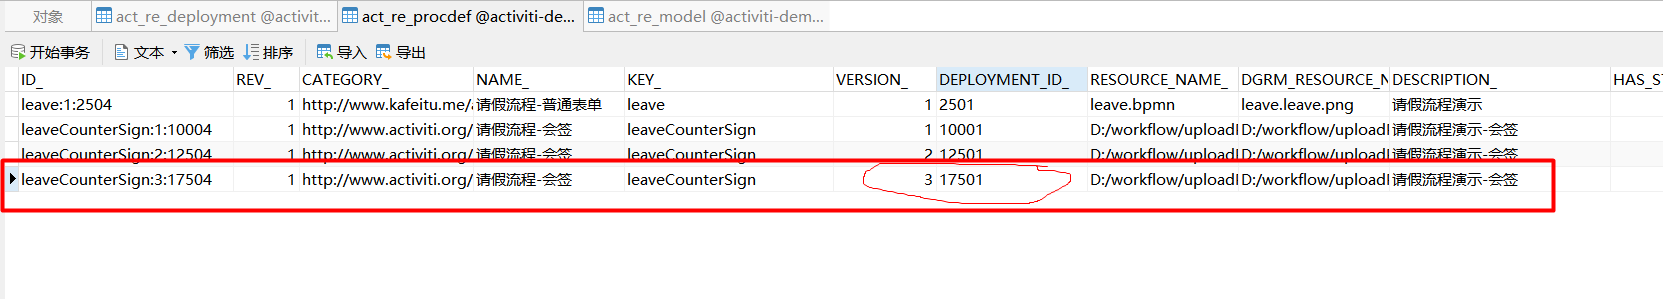 对象 act_re_deployment @activit... act_re_procdef @activiti-de... act_re_model @activiti-dem...
开始事务 文本 筛选 排序 导入 导出
ID_ REV_ CATEGORY_ NAME_ KEY_ VERSION_ DEPLOYMENT_ID_ RESOURCE_NAME_ DGRM_RESOURCE_N DESCRIPTION_ HAS_ST
leave:1:2504 1 http://www.kafeitu.me/a 请假流程-普通表单 leave 1 2501 leave.bpmn leave.leave.png 请假流程演示
leaveCounterSign:1:10004 1 http://www.activiti.org/ 请假流程-会签 leaveCounterSign 1 10001 D:/workflow/uploadI D:/workflow/uploadI 请假流程演示-会签
leaveCounterSign:2:12504 1 http://www.activiti.org/ 请假流程-会签 leaveCounterSign 2 12501 D:/workflow/uploadI D:/workflow/uploadI 请假流程演示-会签
leaveCounterSign:3:17504 1 http://www.activiti.org/ 请假流程-会签 leaveCounterSign 3 17501 D:/workflow/uploadI D:/workflow/uploadI 请假流程演示-会签